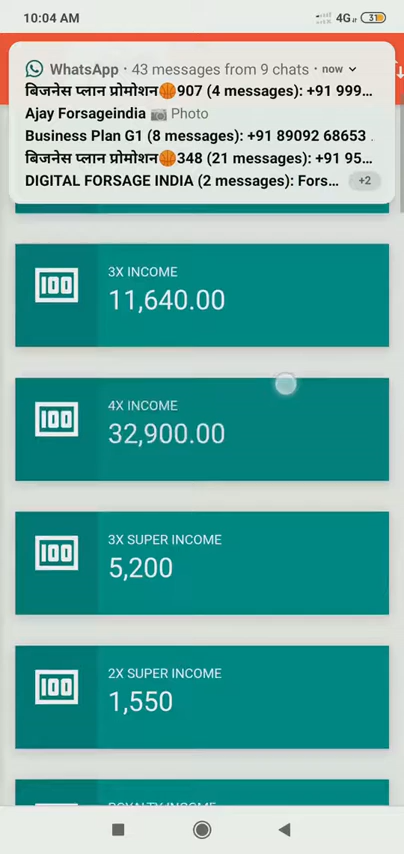 10:04 AM
4G 31
WhatsApp • 43 messages from 9 chats • now
बिजनेस प्लान प्रोमोशन🏀907 (4 messages): +91 999...
Ajay Forsageindia 📷 Photo
Business Plan G1 (8 messages): +91 89092 68653 .
बिजनेस प्लान प्रोमोशन🏀348 (21 messages): +91 95...
DIGITAL FORSAGE INDIA (2 messages): Fors...
+2
100
3X INCOME
11,640.00
100
4X INCOME
32,900.00
100
3X SUPER INCOME
5,200
100
2X SUPER INCOME
1,550
ROYALTY INCOME